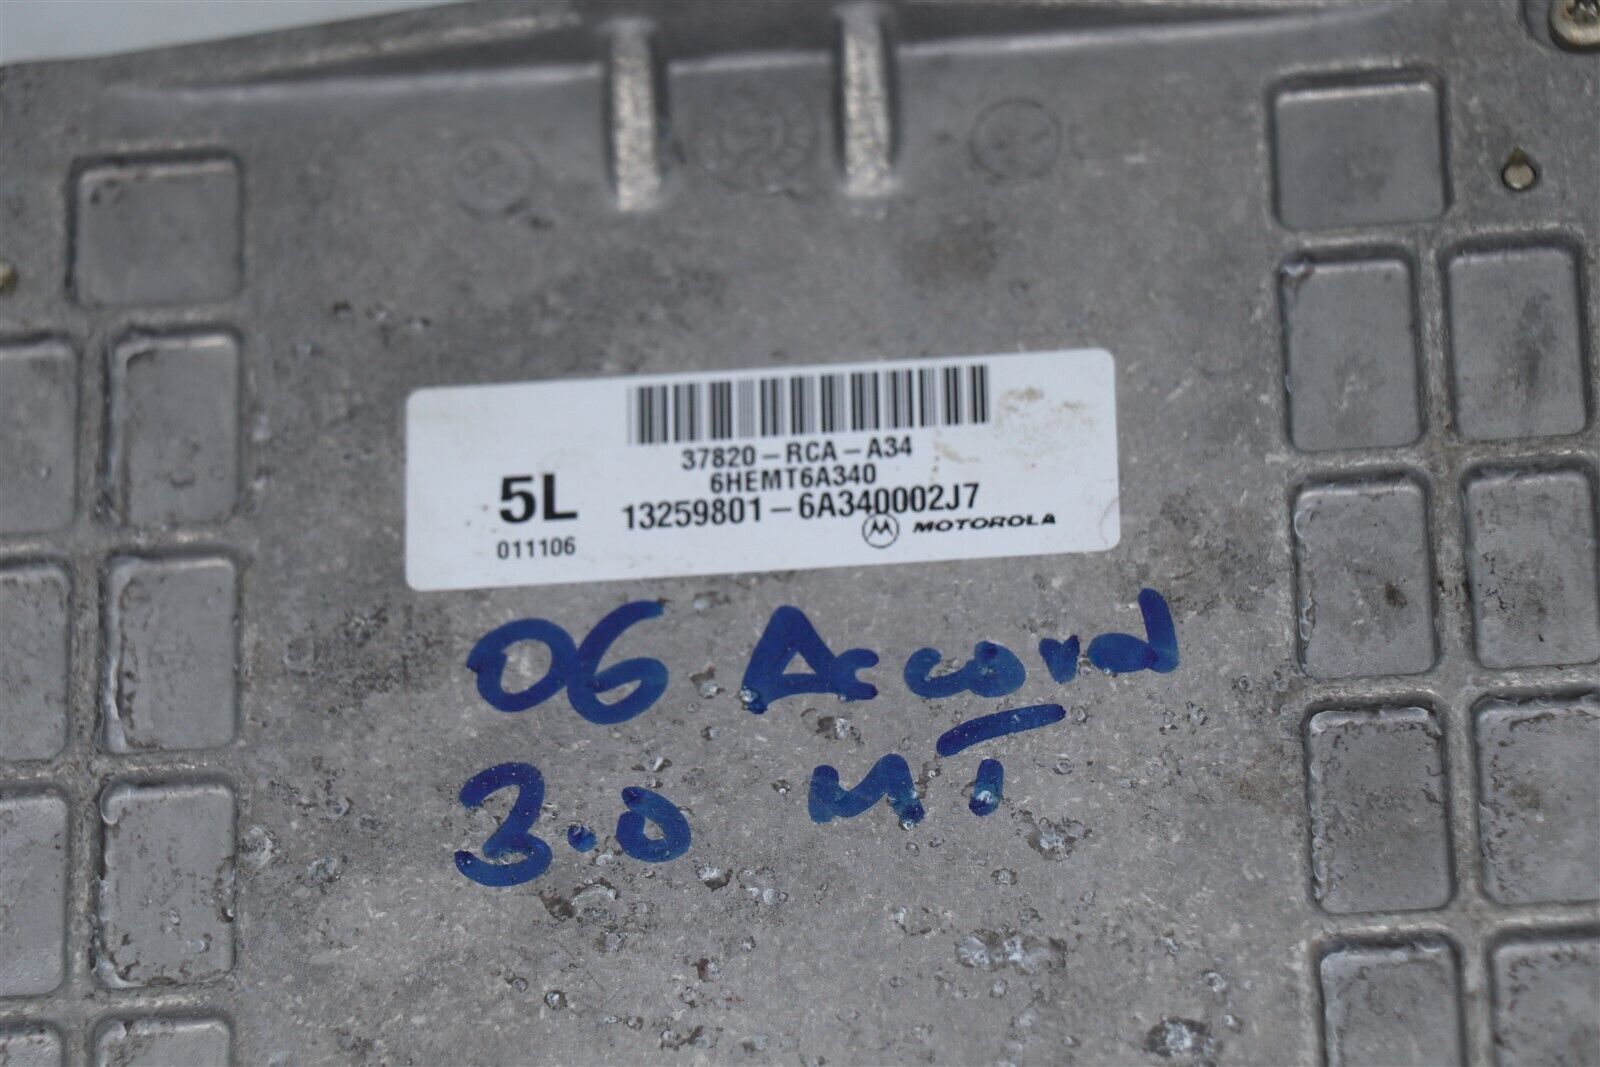 37820-RCA-A34
6HEMT6A340
5L 13259801-6A340002J7
011106 MOTOROLA
06 Accord
3.0 MT